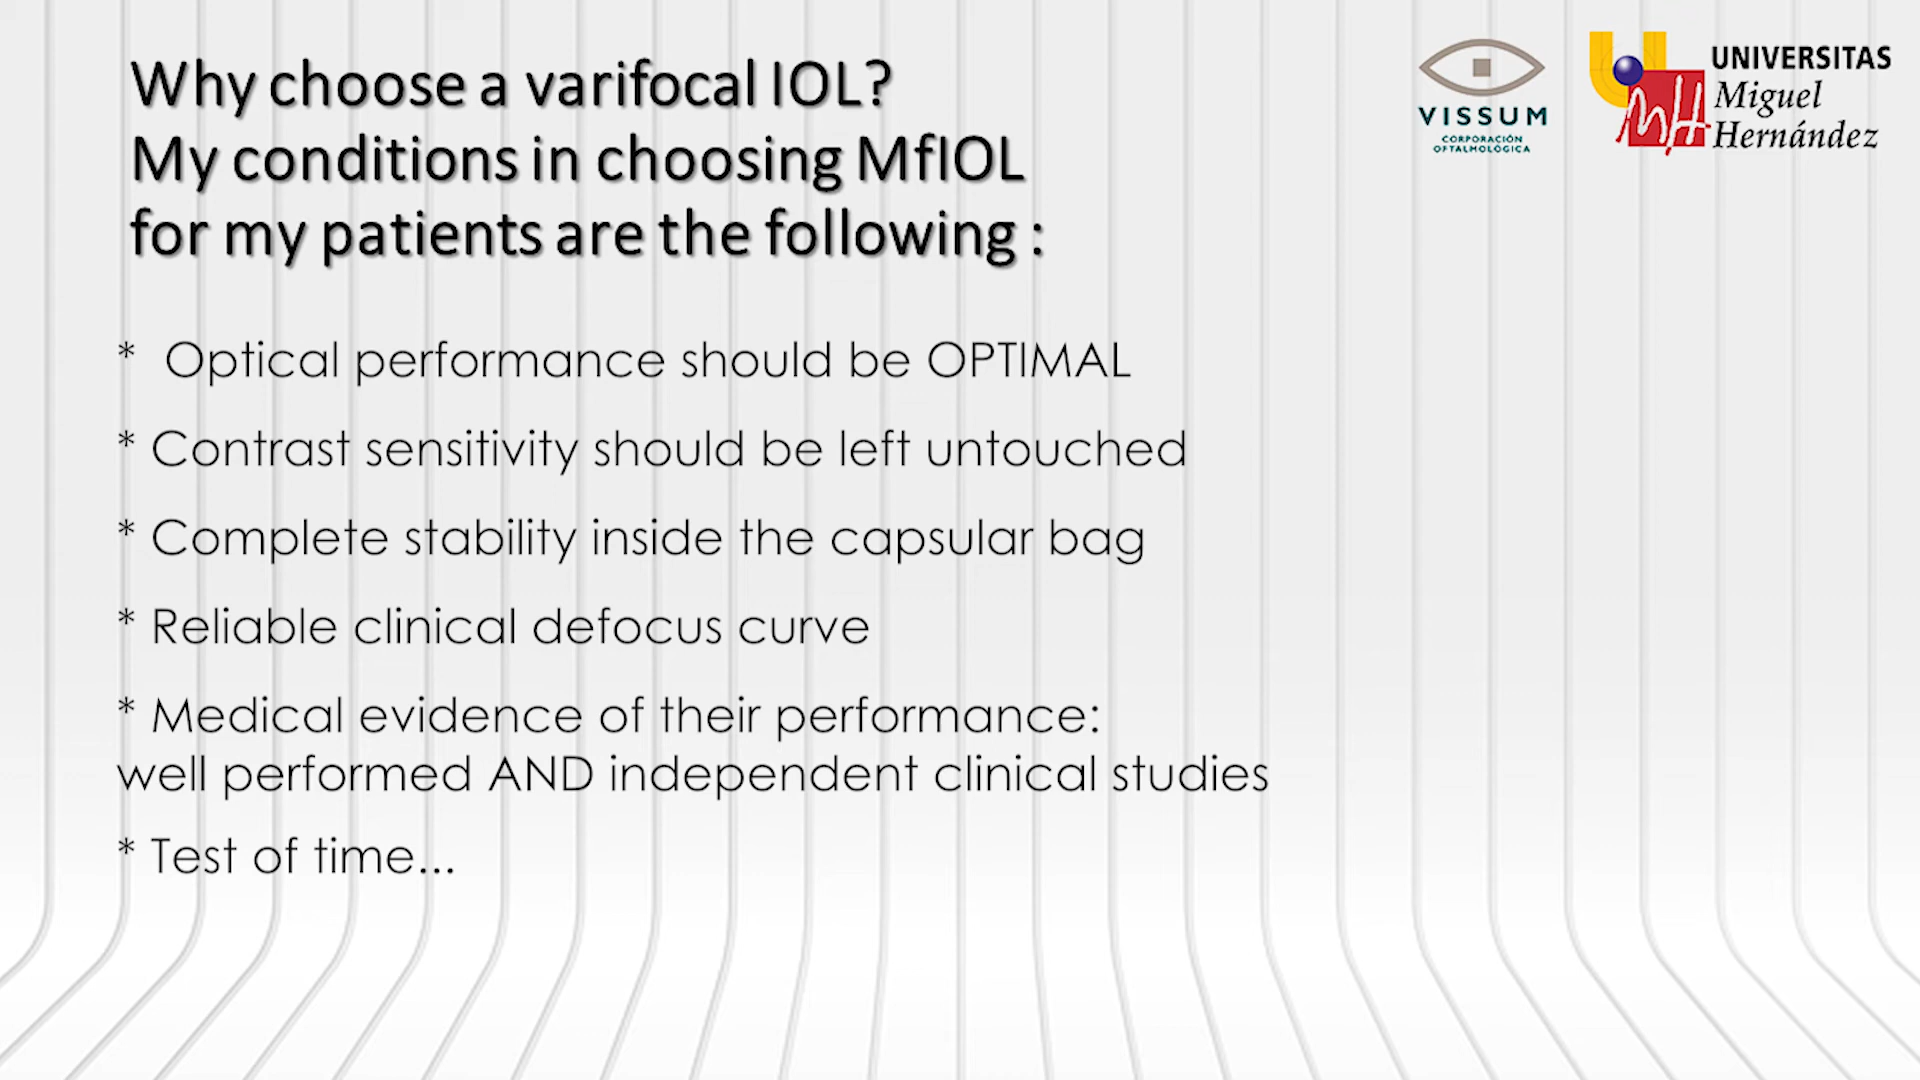 Why choose a varifocal IOL?
My conditions in choosing MfIOL
for my patients are the following :
VISSUM
CORPORACIÓN
OFTALMOLÓGICA
UNIVERSITAS
Miguel
Hernández
* Optical performance should be OPTIMAL
* Contrast sensitivity should be left untouched
* Complete stability inside the capsular bag
* Reliable clinical defocus curve
* Medical evidence of their performance:
well performed AND independent clinical studies
* Test of time...